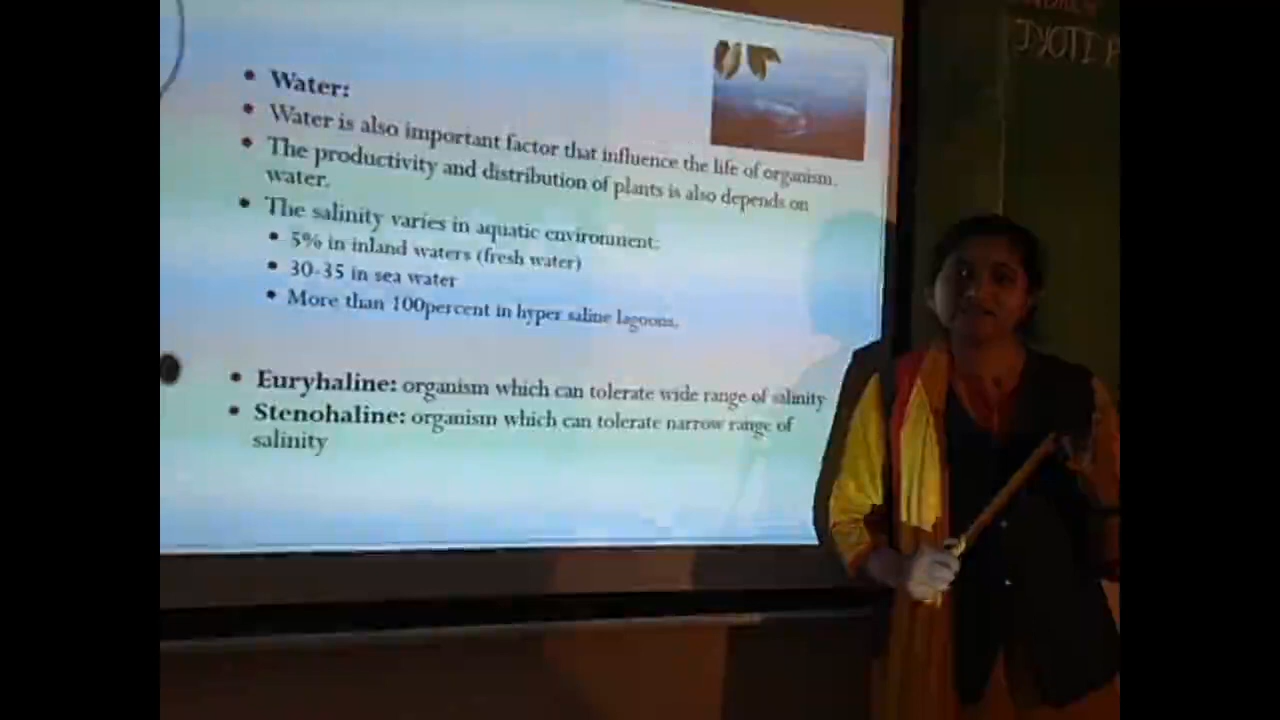 Water:
Water is also important factor that influence the life of organism.
The productivity and distribution of plants is also depends on
water.
The salinity varies in aquatic environment:
5% in inland waters (fresh water)
30-35 in sea water
More than 100percent in hyper saline lagoons.
Euryhaline: organism which can tolerate wide range of salinity
Stenohaline: organism which can tolerate narrow range of
salinity
JYOTI